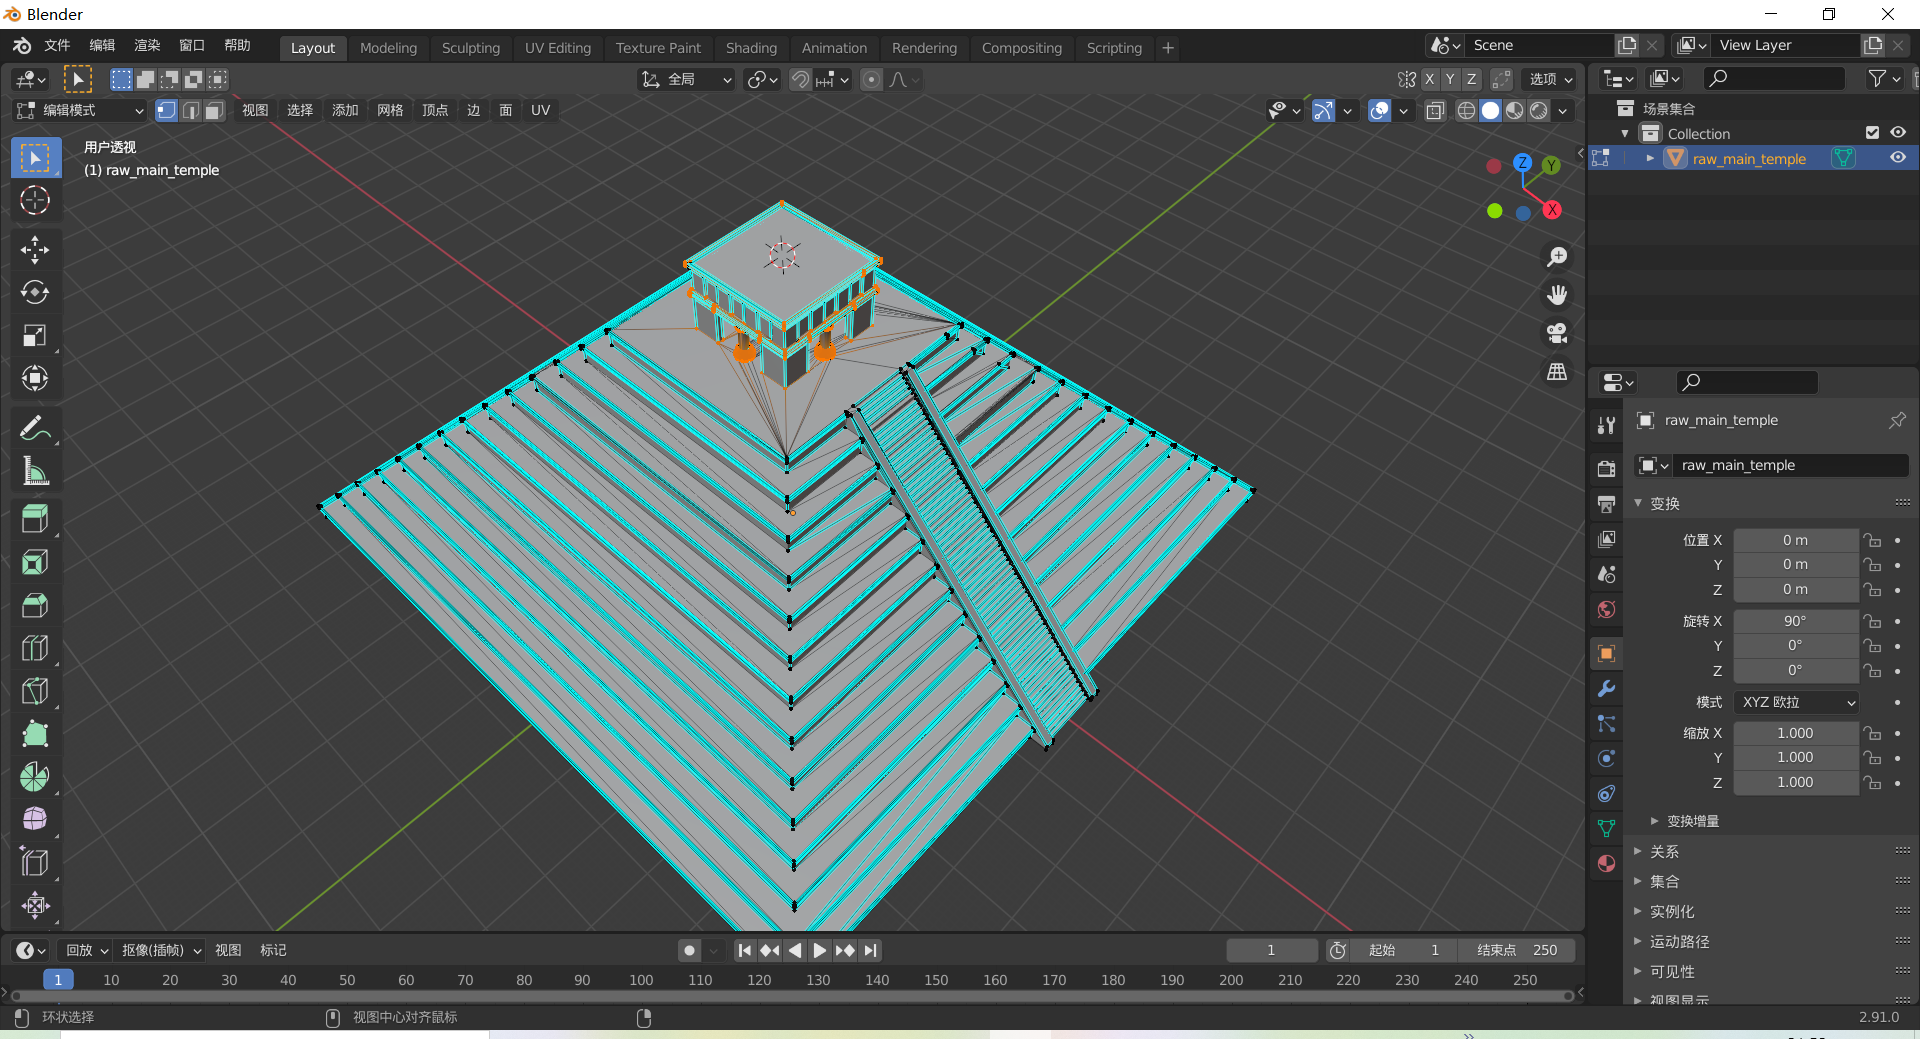 Blender
文件 编辑 渲染 窗口 帮助 Layout Modeling Sculpting UV Editing Texture Paint Shading Animation Rendering Compositing Scripting + Scene View Layer
全局 X Y Z 选项
编辑模式 视图 选择 添加 网格 顶点 边 面 UV
用户透视
(1) raw_main_temple
Z Y X
场景集合
Collection
raw_main_temple
raw_main_temple
raw_main_temple
变换
位置 X 0 m
Y 0 m
Z 0 m
旋转 X 90°
Y 0°
Z 0°
模式 XYZ 欧拉
缩放 X 1.000
Y 1.000
Z 1.000
变换增量
关系
集合
实例化
运动路径
可见性
视图显示
回放 抠像(插帧) 视图 标记 1 起始 1 结束点 250
1 10 20 30 40 50 60 70 80 90 100 110 120 130 140 150 160 170 180 190 200 210 220 230 240 250
环状选择 视图中心对齐鼠标 2.91.0